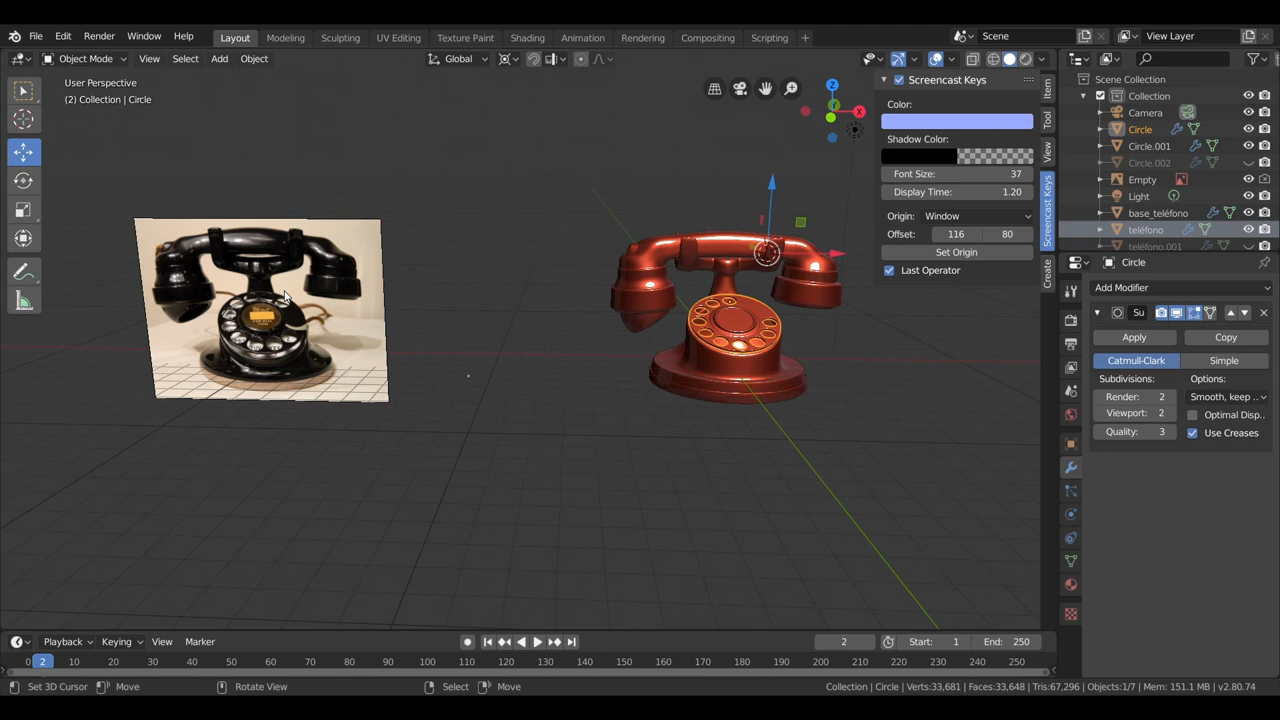 File Edit Render Window Help Layout Modeling Sculpting UV Editing Texture Paint Shading Animation Rendering Compositing Scripting + Scene View Layer
Object Mode View Select Add Object Global
User Perspective
(2) Collection | Circle
Screencast Keys
Color:
Shadow Color:
Font Size: 37
Display Time: 1.20
Origin: Window
Offset: 116 80
Set Origin
Last Operator
Item
Tool
View
Screencast Keys
Create
X
Z
Scene Collection
Collection
Camera
Circle
Circle.001
Circle.002
Empty
Light
base_teléfono
teléfono
teléfono.001
Circle
Add Modifier
Su
Apply Copy
Catmull-Clark Simple
Subdivisions: Options:
Render: 2 Smooth, keep ..
Viewport: 2 Optimal Disp..
Quality: 3 Use Creases
Playback Keying View Marker 2 Start: 1 End: 250
2 10 20 30 40 50 60 70 80 90 100 110 120 130 140 150 160 170 180 190 200 210 220 230 240 250
Set 3D Cursor Move Rotate View Select Move Collection | Circle | Verts:33,681 | Faces:33,648 | Tris:67,296 | Objects:1/7 | Mem: 151.1 MB | v2.80.74